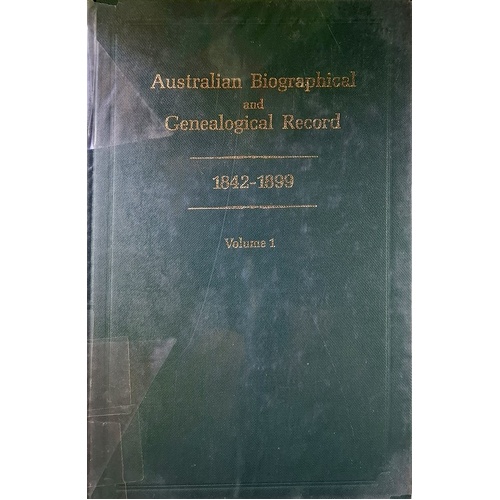 Australian Biographical
and
Genealogical Record
1842-1899
Volume 1